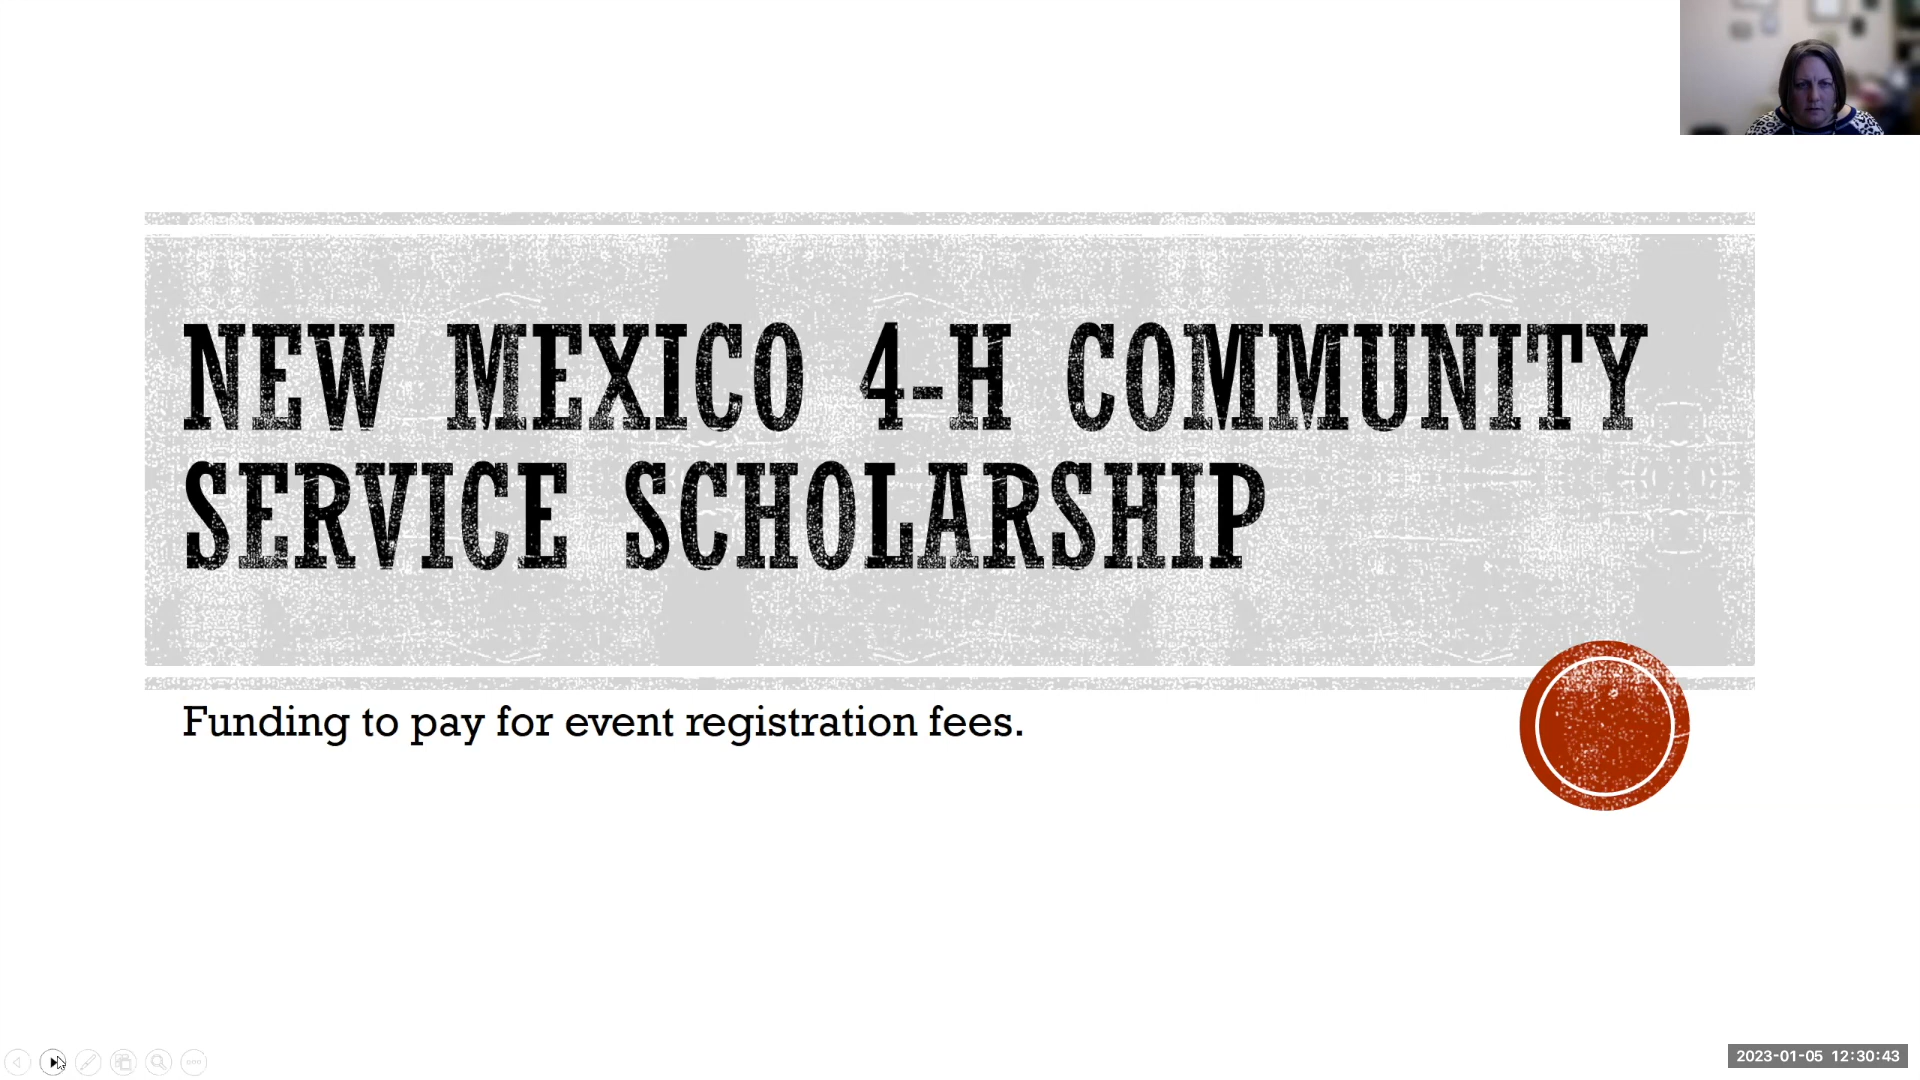 NEW MEXICO 4-H COMMUNITY
SERVICE SCHOLARSHIP
Funding to pay for event registration fees.
2023-01-05 12:30:43